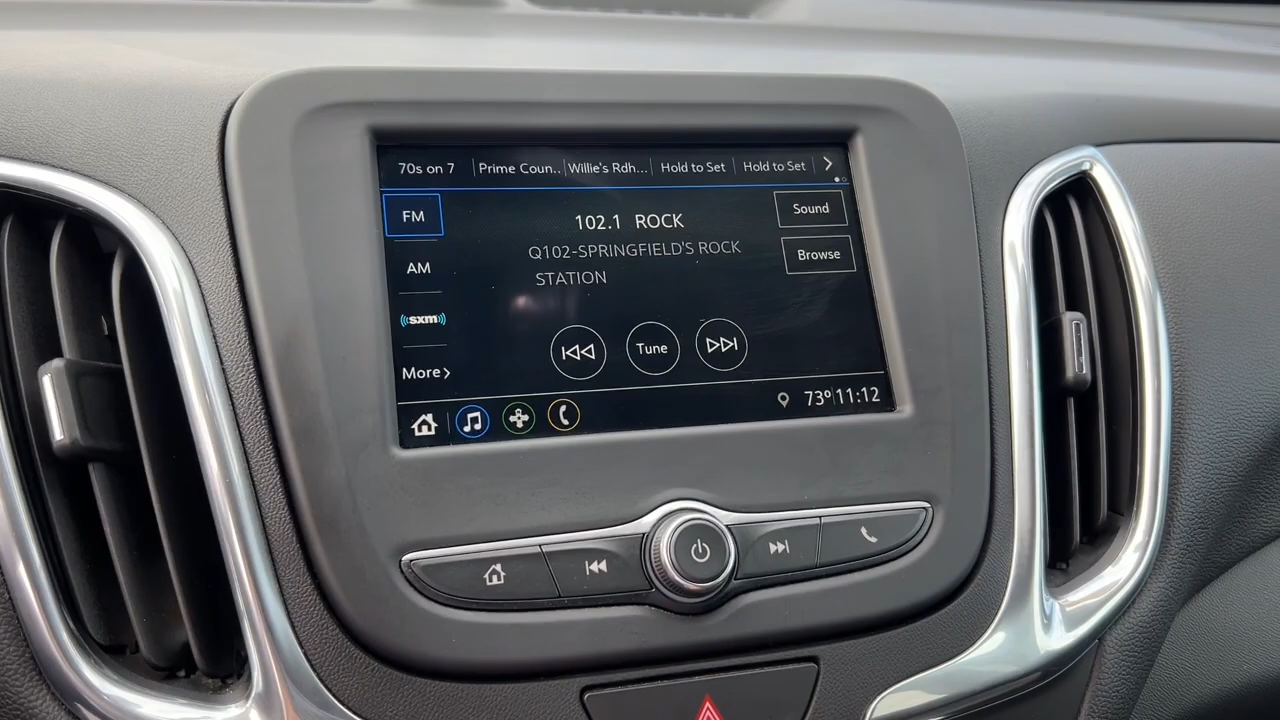 70s on 7 Prime Coun.. Willie's Rdh... Hold to Set Hold to Set
FM
102.1 ROCK
Sound
Q102-SPRINGFIELD'S ROCK
STATION
Browse
AM
((sxm))
Tune
More
73° 11:12